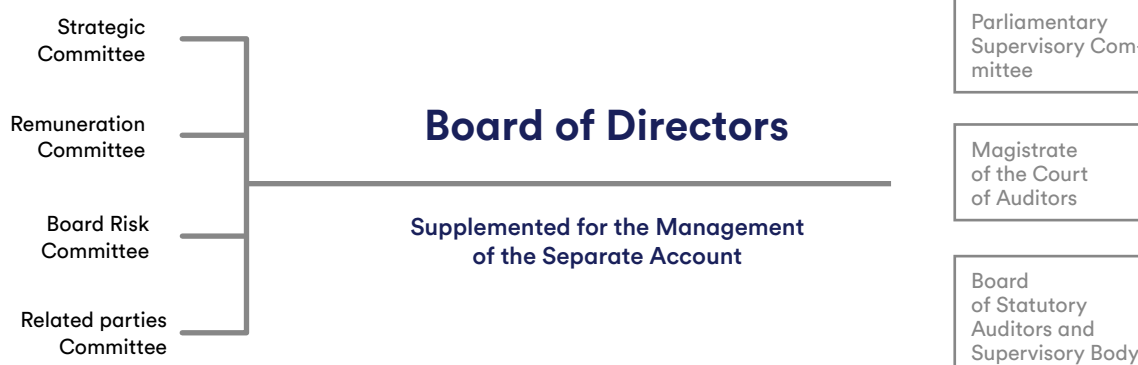 Strategic
Committee
Remuneration
Committee
Board Risk
Committee
Related parties
Committee
Board of Directors
Supplemented for the Management
of the Separate Account
Parliamentary
Supervisory Com-
mittee
Magistrate
of the Court
of Auditors
Board
of Statutory
Auditors and
Supervisory Body